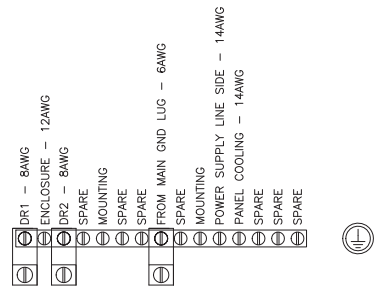 DR1 – 8AWG
ENCLOSURE – 12AWG
DR2 – 8AWG
SPARE
MOUNTING
SPARE
SPARE
FROM MAIN GND LUG – 6AWG
SPARE
MOUNTING
POWER SUPPLY LINE SIDE – 14AWG
PANEL COOLING – 14AWG
SPARE
SPARE
SPARE